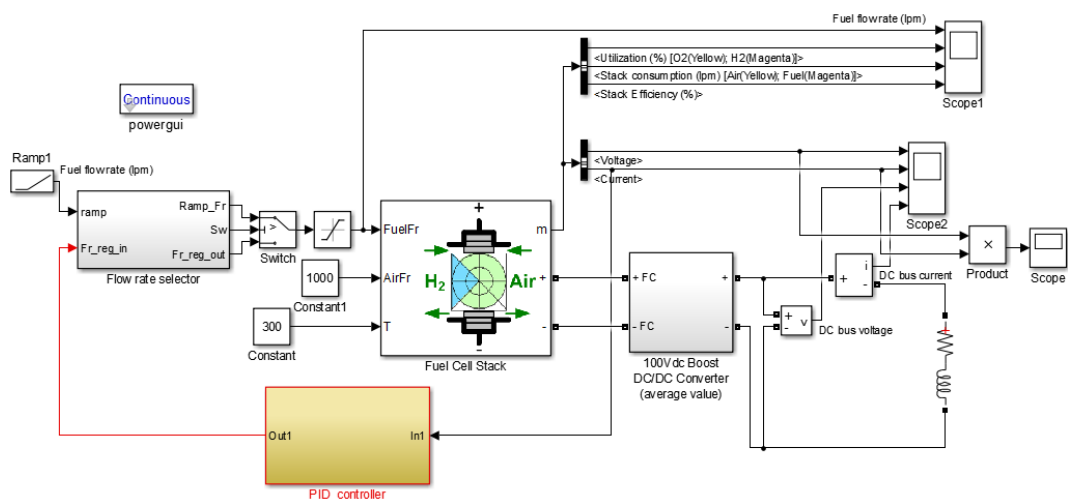 Fuel flowrate (lpm)
<Utilization (%) [O2(Yellow); H2(Magenta)]>
<Stack consumption (lpm) [Air(Yellow; Fuel(Magenta)]>
<Stack Efficiency (%)>
Scope1
Continuous
powergui
Ramp1
Fuel flowrate (lpm)
ramp
Fr_reg_in
Ramp_Fr
Sw
Fr_reg_out
Flow rate selector
>
Switch
<Voltage>
<Current>
Scope2
FuelFr
AirFr
T
+
H2
Air
-
m
+
-
Fuel Cell Stack
1000
Constant1
300
Constant
+ FC
- FC
+
-
100Vdc Boost
DC/DC Converter
(average value)
+
-
v
DC bus voltage
+
i
-
DC bus current
×
Product
Scope
+
Out1
In1
PID controller